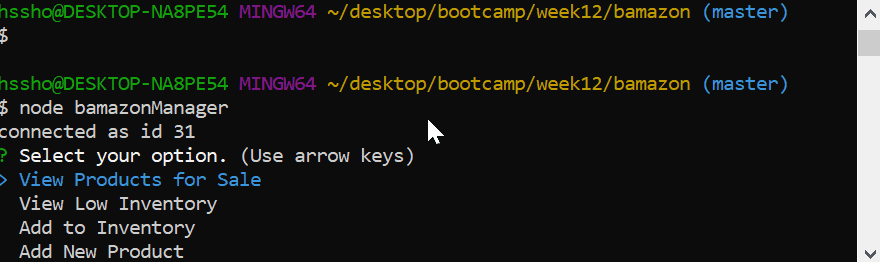 hssho@DESKTOP-NA8PE54 MINGW64 ~/desktop/bootcamp/week12/bamazon (master)
$
hssho@DESKTOP-NA8PE54 MINGW64 ~/desktop/bootcamp/week12/bamazon (master)
$ node bamazonManager
connected as id 31
? Select your option. (Use arrow keys)
> View Products for Sale
View Low Inventory
Add to Inventory
Add New Product